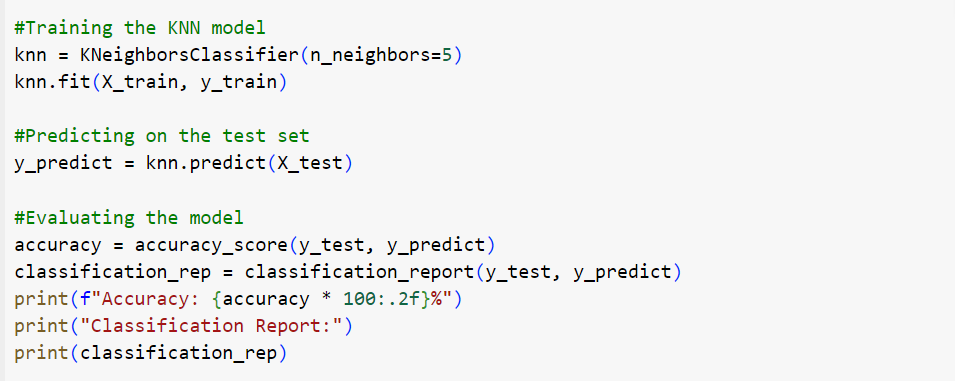 #Training the KNN model
knn = KNeighborsClassifier(n_neighbors=5)
knn.fit(X_train, y_train)
#Predicting on the test set
y_predict = knn.predict(X_test)
#Evaluating the model
accuracy = accuracy_score(y_test, y_predict)
classification_rep = classification_report(y_test, y_predict)
print(f"Accuracy: {accuracy * 100:.2f}%")
print("Classification Report:")
print(classification_rep)